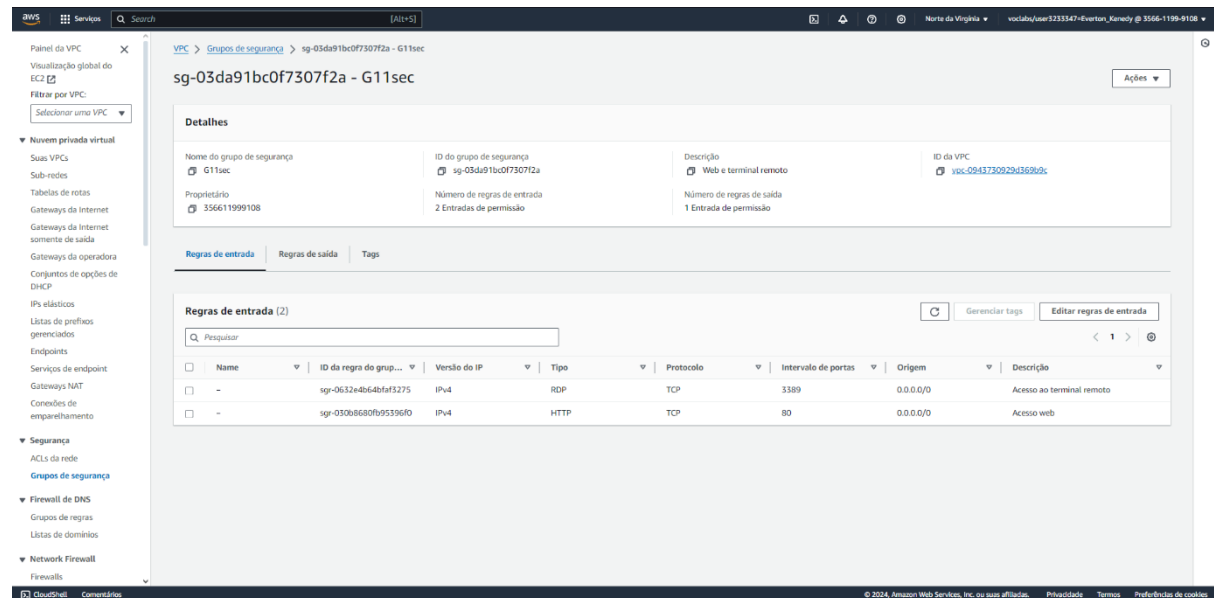 aws Serviços Search [Alt+S] Norte da Virgínia voclabs/user3233347=Everton_Kenedy @ 3566-1199-9108
Painel da VPC
Visualização global do
EC2
Filtrar por VPC:
Selecionar uma VPC
Nuvem privada virtual
Suas VPCs
Sub-redes
Tabelas de rotas
Gateways da Internet
Gateways da Internet
somente de saída
Gateways da operadora
Conjuntos de opções de
DHCP
IPs elásticos
Listas de prefixos
gerenciados
Endpoints
Serviços de endpoint
Gateways NAT
Conexões de
emparelhamento
Segurança
ACLs da rede
Grupos de segurança
Firewall de DNS
Grupos de regras
Listas de domínios
Network Firewall
Firewalls
VPC > Grupos de segurança > sg-03da91bc0f7307f2a - G11sec
sg-03da91bc0f7307f2a - G11sec
Ações
Detalhes
Nome do grupo de segurança
G11sec
ID do grupo de segurança
sg-03da91bc0f7307f2a
Descrição
Web e terminal remoto
ID da VPC
vpc-0943730929d369b9c
Proprietário
356611999108
Número de regras de entrada
2 Entradas de permissão
Número de regras de saída
1 Entrada de permissão
Regras de entrada Regras de saída Tags
Regras de entrada (2)
Gerenciar tags Editar regras de entrada
Pesquisar
< 1 >
Name ID da regra do grup... Versão do IP Tipo Protocolo Intervalo de portas Origem Descrição
– sgr-0632e4b64bfaf3275 IPv4 RDP TCP 3389 0.0.0.0/0 Acesso ao terminal remoto
– sgr-030b8680fb95396f0 IPv4 HTTP TCP 80 0.0.0.0/0 Acesso web
CloudShell Comentários © 2024, Amazon Web Services, Inc. ou suas afiliadas. Privacidade Termos Preferências de cookies